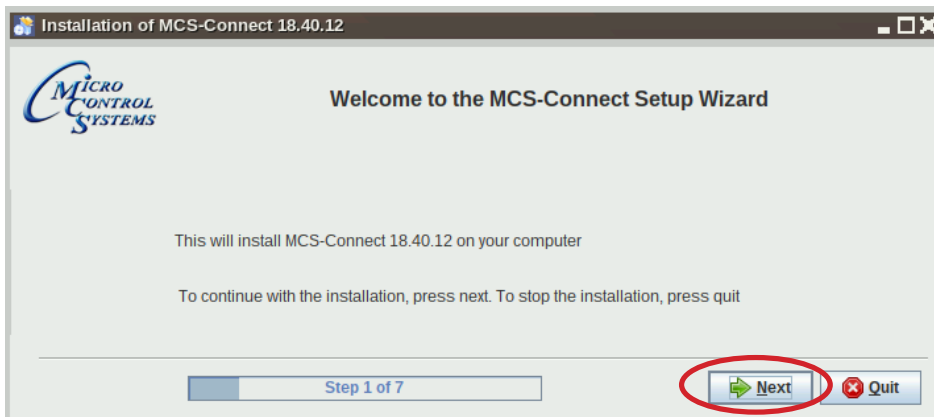 Installation of MCS-Connect 18.40.12
MICRO
CONTROL
SYSTEMS
Welcome to the MCS-Connect Setup Wizard
This will install MCS-Connect 18.40.12 on your computer
To continue with the installation, press next. To stop the installation, press quit
Step 1 of 7
Next
Quit